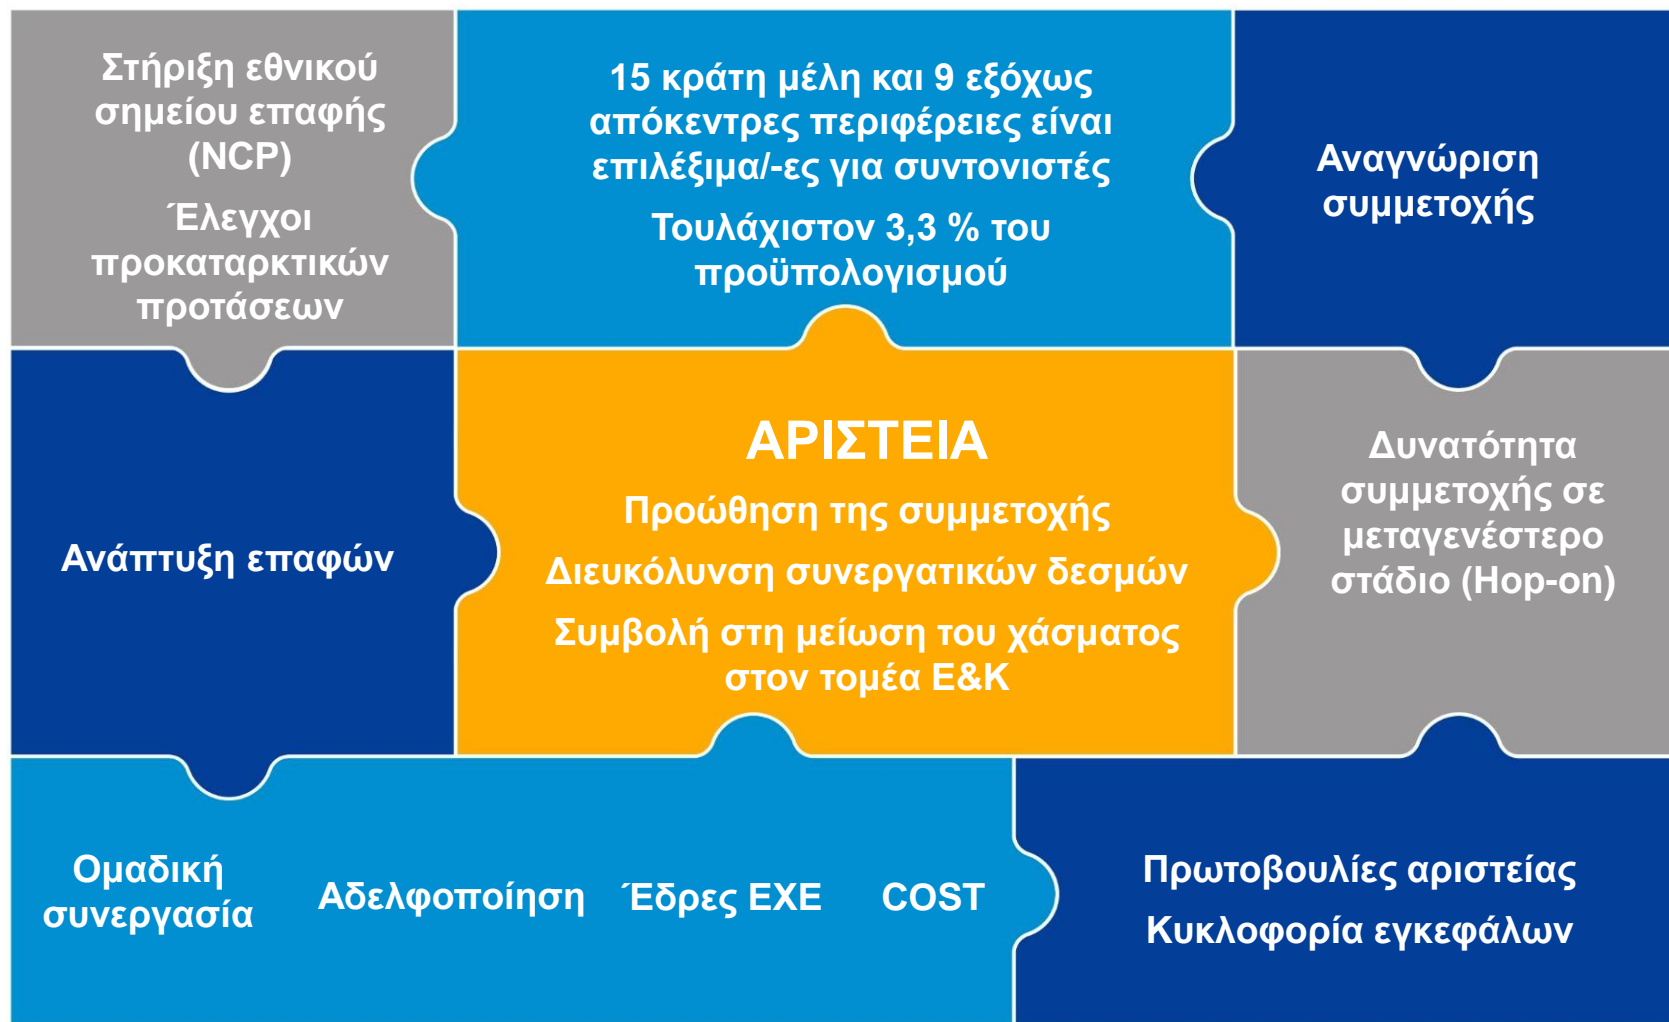 Στήριξη εθνικού
σημείου επαφής
(NCP)
Έλεγχοι
προκαταρκτικών
προτάσεων
15 κράτη μέλη και 9 εξόχως
απόκεντρες περιφέρειες είναι
επιλέξιμα/-ες για συντονιστές
Τουλάχιστον 3,3 % του
προϋπολογισμού
Αναγνώριση
συμμετοχής
Ανάπτυξη επαφών
ΑΡΙΣΤΕΙΑ
Προώθηση της συμμετοχής
Διευκόλυνση συνεργατικών δεσμών
Συμβολή στη μείωση του χάσματος
στον τομέα Ε&Κ
Δυνατότητα
συμμετοχής σε
μεταγενέστερο
στάδιο (Hop-on)
Ομαδική
συνεργασία
Αδελφοποίηση
Έδρες ΕΧΕ
COST
Πρωτοβουλίες αριστείας
Κυκλοφορία εγκεφάλων